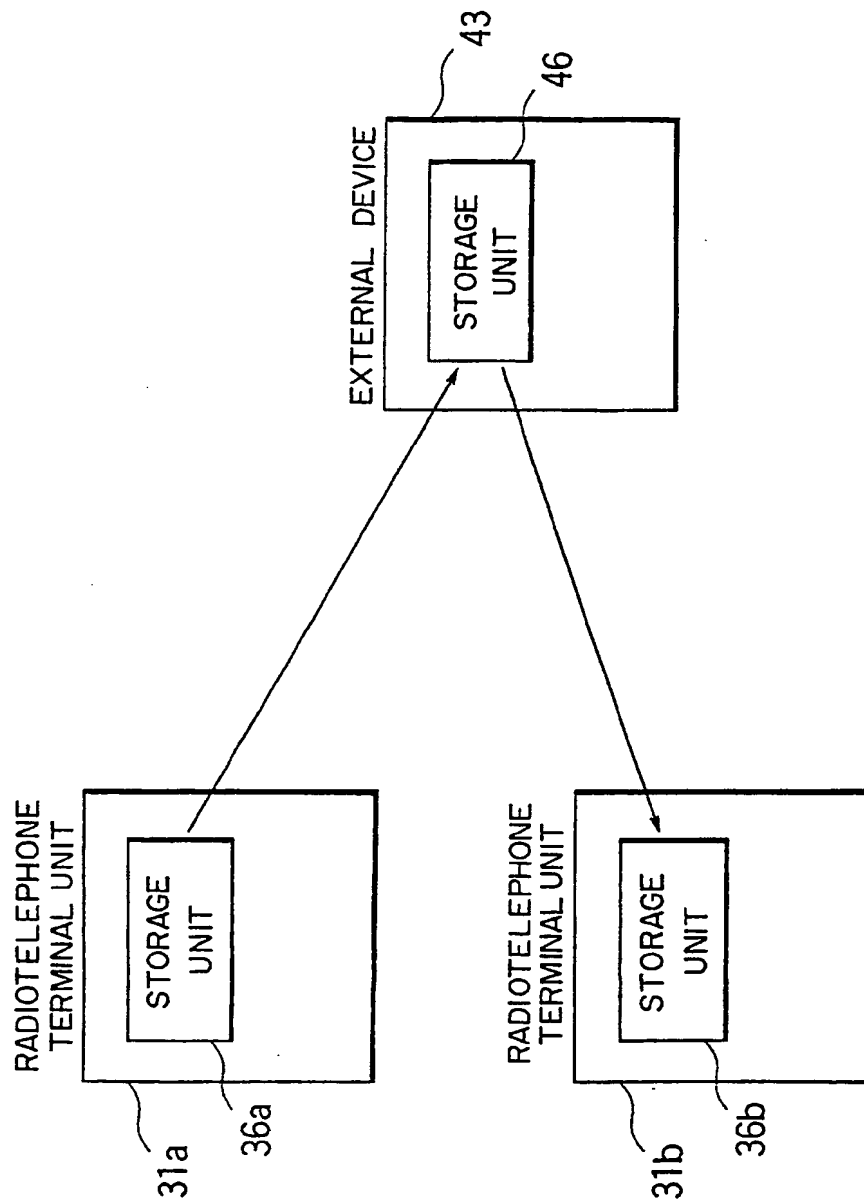 RADIOTELEPHONE
TERMINAL UNIT
STORAGE
UNIT
31a
36a
EXTERNAL DEVICE
STORAGE
UNIT
43
46
RADIOTELEPHONE
TERMINAL UNIT
STORAGE
UNIT
31b
36b